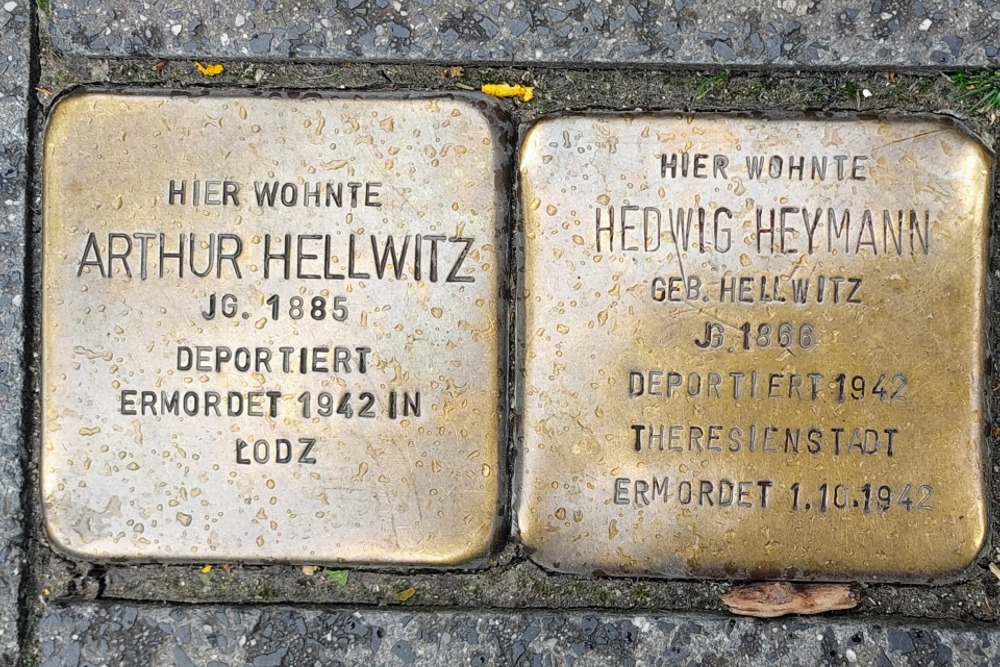 HIER WOHNTE
ARTHUR HELLWITZ
JG. 1885
DEPORTIERT
ERMORDET 1942 IN
ŁODZ
HIER WOHNTE
HEDWIG HEYMANN
GEB. HELLWITZ
JG. 1866
DEPORTIERT 1942
THERESIENSTADT
ERMORDET 1.10.1942